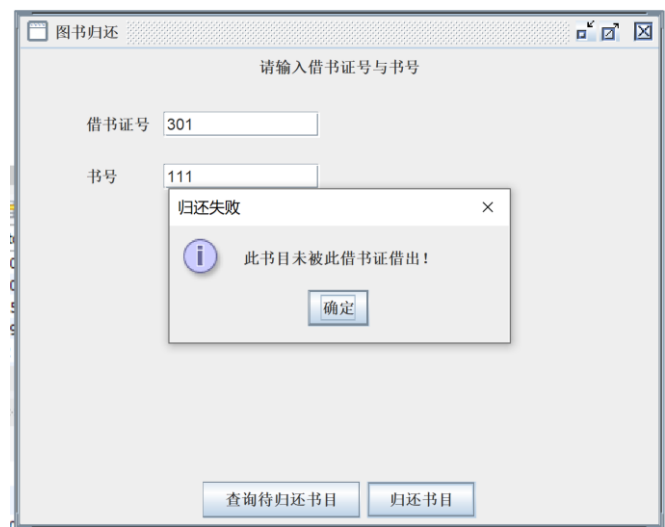 图书归还
请输入借书证号与书号
借书证号 301
书号 111
归还失败
此书目未被此借书证借出！
确定
查询待归还书目 归还书目